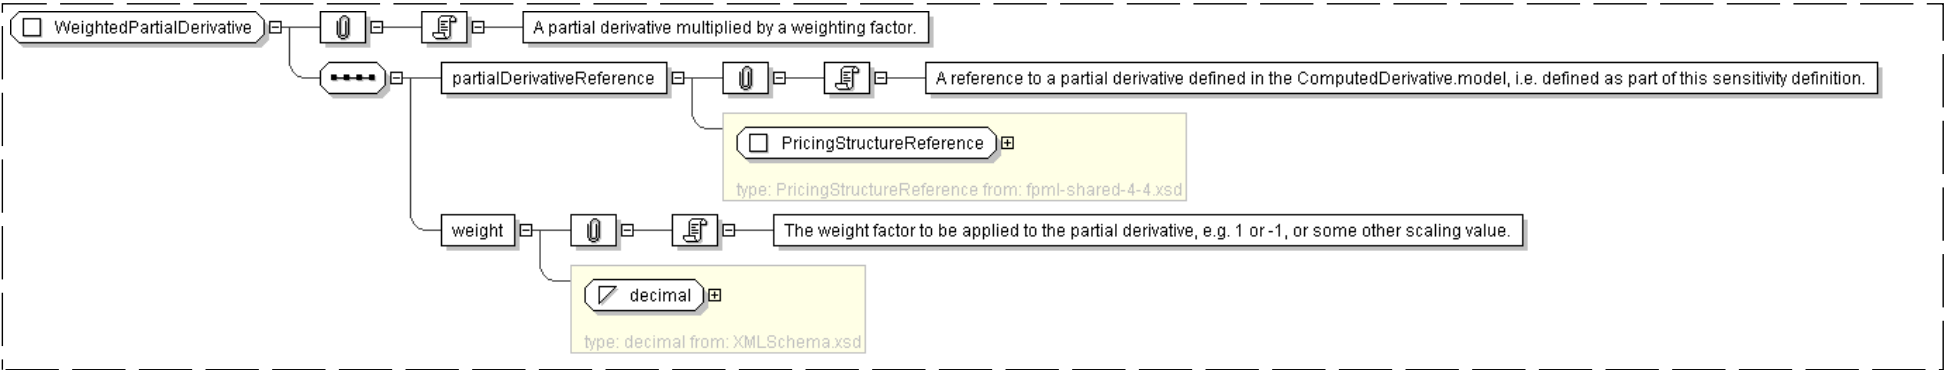 WeightedPartialDerivative
A partial derivative multiplied by a weighting factor.
partialDerivativeReference
A reference to a partial derivative defined in the ComputedDerivative.model, i.e. defined as part of this sensitivity definition.
PricingStructureReference
type: PricingStructureReference from: fpml-shared-4-4.xsd
weight
The weight factor to be applied to the partial derivative, e.g. 1 or -1, or some other scaling value.
decimal
type: decimal from: XMLSchema.xsd